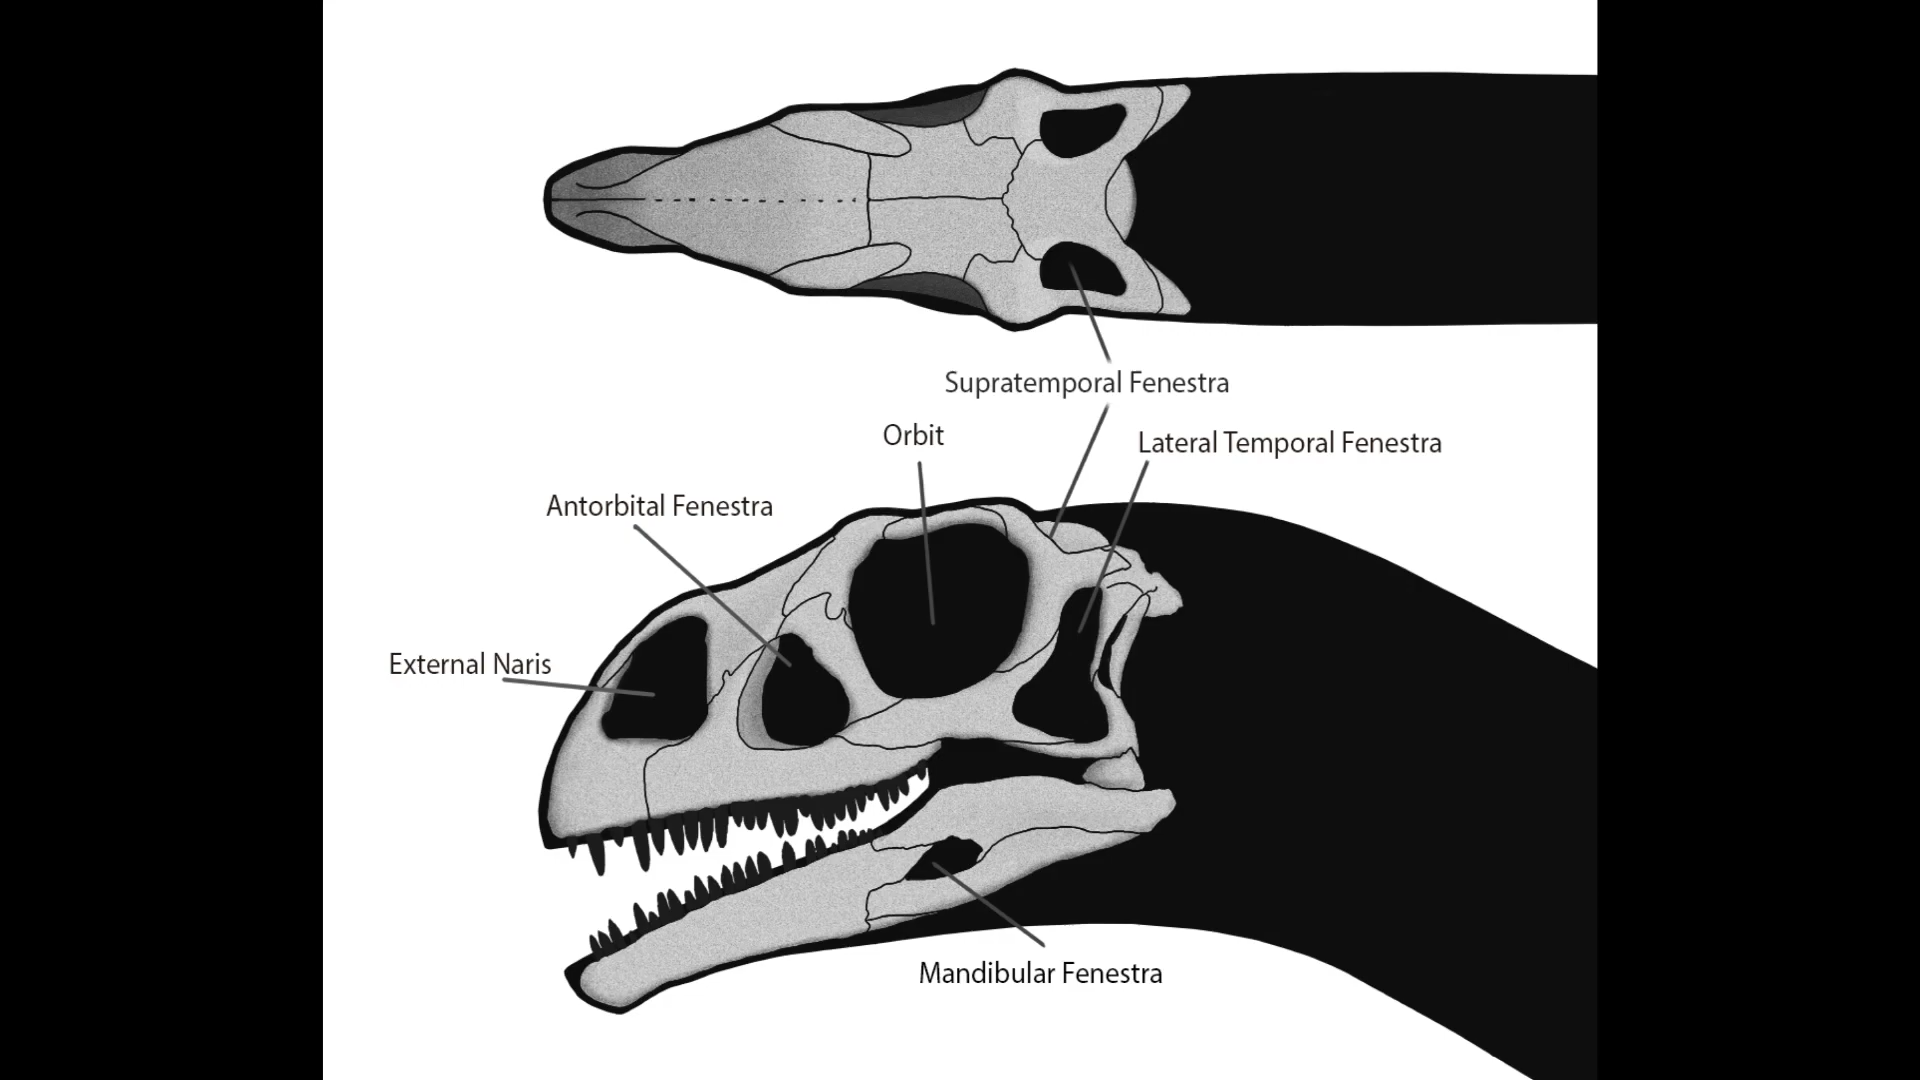 Supratemporal Fenestra
Orbit
Lateral Temporal Fenestra
Antorbital Fenestra
External Naris
Mandibular Fenestra